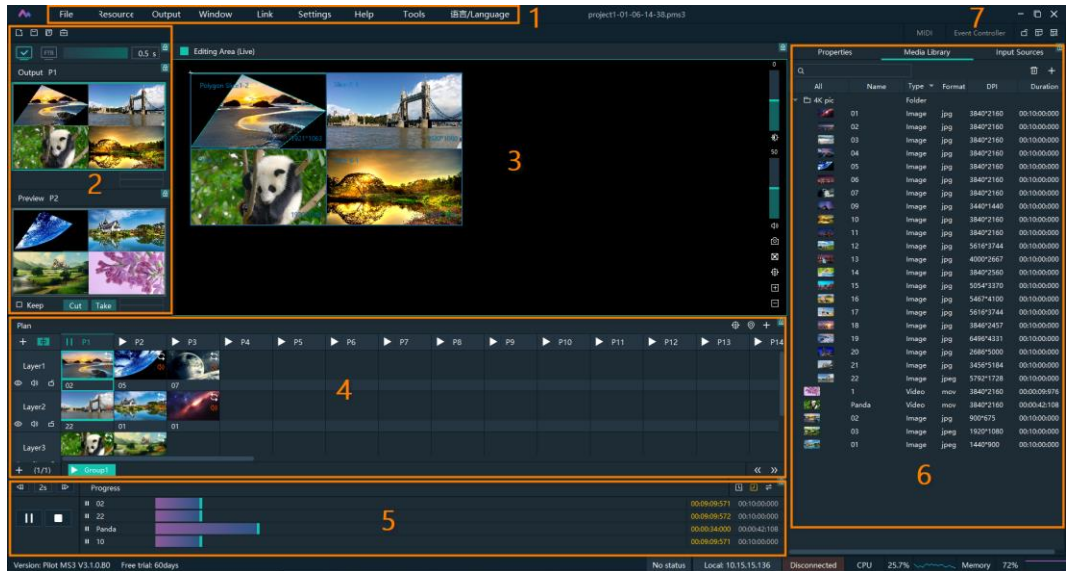 File Resource Output Window Link Settings Help Tools 语言/Language 1 project1-01-06-14-38.pms3 7
MIDI Event Controller
FTB 0.5 s Editing Area (Live) Properties Media Library Input Sources
Output P1
0
All Name Type Format DPI Duration
4K pic Folder
01 Image jpg 3840*2160 00:10:00:000
02 Image jpg 3840*2160 00:10:00:000
03 Image jpg 3840*2160 00:10:00:000
04 Image jpg 3840*2160 00:10:00:000
05 Image jpg 3840*2160 00:10:00:000
06 Image jpg 3840*2160 00:10:00:000
07 Image jpg 3840*2160 00:10:00:000
09 Image jpg 3440*1440 00:10:00:000
10 Image jpg 3840*2160 00:10:00:000
11 Image jpg 3840*2160 00:10:00:000
12 Image jpg 5616*3744 00:10:00:000
13 Image jpg 4000*2667 00:10:00:000
14 Image jpg 3840*2560 00:10:00:000
15 Image jpg 5054*3370 00:10:00:000
16 Image jpg 5467*4100 00:10:00:000
17 Image jpg 5616*3744 00:10:00:000
18 Image jpg 3846*2457 00:10:00:000
19 Image jpg 6496*4331 00:10:00:000
20 Image jpg 2686*5000 00:10:00:000
21 Image jpg 3456*5184 00:10:00:000
22 Image jpeg 5792*1728 00:10:00:000
1 Video mov 3840*2160 00:00:09:976
Panda Video mov 3840*2160 00:00:42:108
02 Image jpg 900*675 00:10:00:000
03 Image jpeg 1920*1080 00:10:00:000
01 Image jpeg 1440*900 00:10:00:000
6
2
3
50
Preview P2
Keep Cut Take
Plan
P1 P2 P3 P4 P5 P6 P7 P8 P9 P10 P11 P12 P13 P14
Layer1
02 05 07
4
Layer2
22 01 01
Layer3
(1/1) Group1
2s Progress
02 00:09:09:571 00:10:00:000
22 00:09:09:572 00:10:00:000
5
Panda 00:00:34:000 00:00:42:108
10 00:09:09:571 00:10:00:000
Version: Pilot MS3 V3.1.0.B0 Free trial: 60days No status Local: 10.15.15.136 Disconnected CPU 25.7% Memory 72%